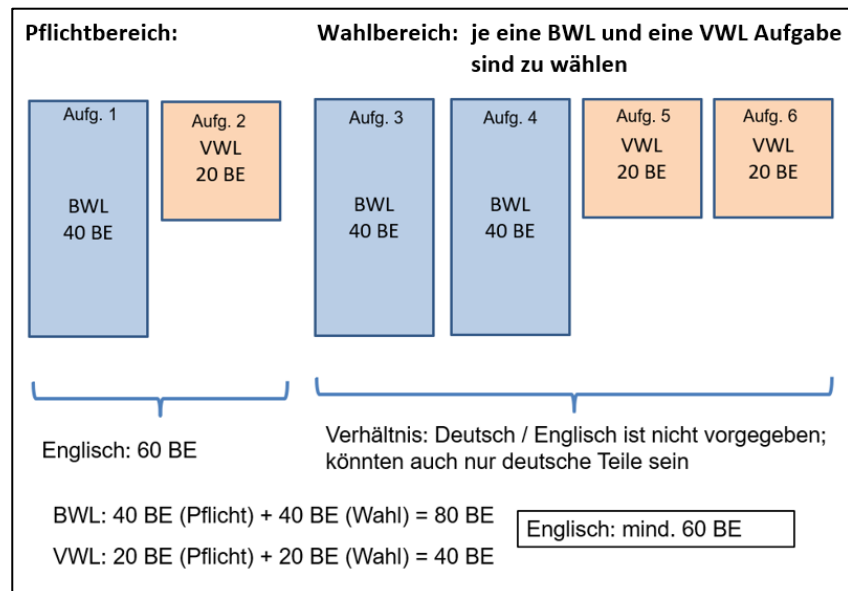 Pflichtbereich:
Wahlbereich: je eine BWL und eine VWL Aufgabe
sind zu wählen
Aufg. 1
BWL
40 BE
Aufg. 2
VWL
20 BE
Aufg. 3
BWL
40 BE
Aufg. 4
BWL
40 BE
Aufg. 5
VWL
20 BE
Aufg. 6
VWL
20 BE
Englisch: 60 BE
Verhältnis: Deutsch / Englisch ist nicht vorgegeben;
könnten auch nur deutsche Teile sein
BWL: 40 BE (Pflicht) + 40 BE (Wahl) = 80 BE
VWL: 20 BE (Pflicht) + 20 BE (Wahl) = 40 BE
Englisch: mind. 60 BE